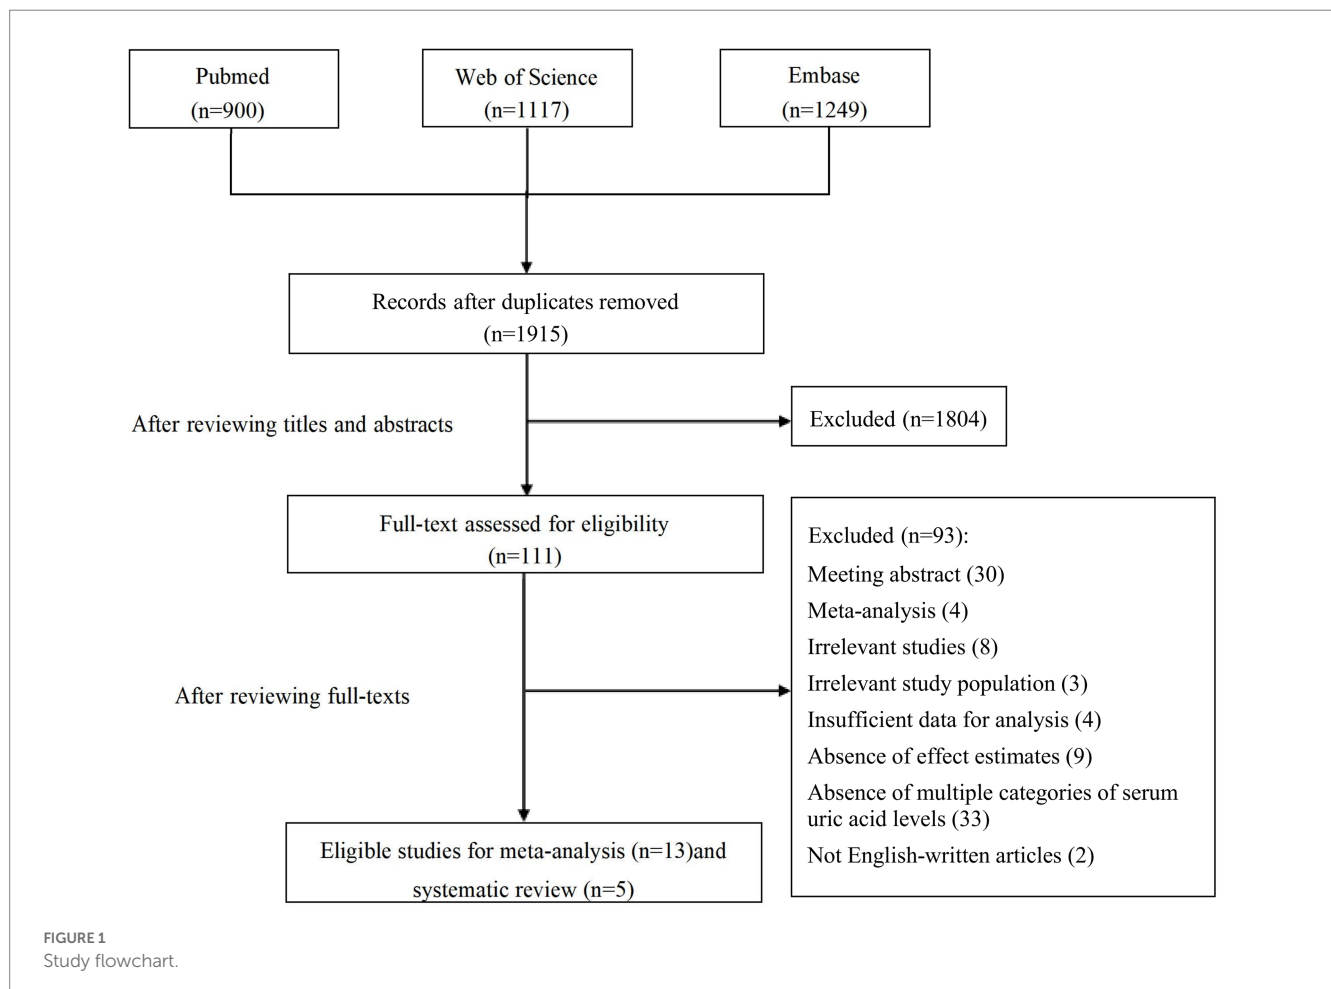 Pubmed
(n=900)
Web of Science
(n=1117)
Embase
(n=1249)
Records after duplicates removed
(n=1915)
After reviewing titles and abstracts
Excluded (n=1804)
Full-text assessed for eligibility
(n=111)
After reviewing full-texts
Excluded (n=93):
Meeting abstract (30)
Meta-analysis (4)
Irrelevant studies (8)
Irrelevant study population (3)
Insufficient data for analysis (4)
Absence of effect estimates (9)
Absence of multiple categories of serum
uric acid levels (33)
Not English-written articles (2)
Eligible studies for meta-analysis (n=13)and
systematic review (n=5)
FIGURE 1
Study flowchart.